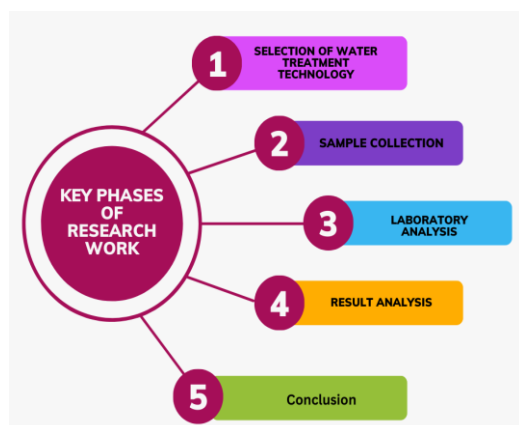 KEY PHASES
OF
RESEARCH
WORK
1
SELECTION OF WATER
TREATMENT
TECHNOLOGY
2
SAMPLE COLLECTION
3
LABORATORY
ANALYSIS
4
RESULT ANALYSIS
5
Conclusion